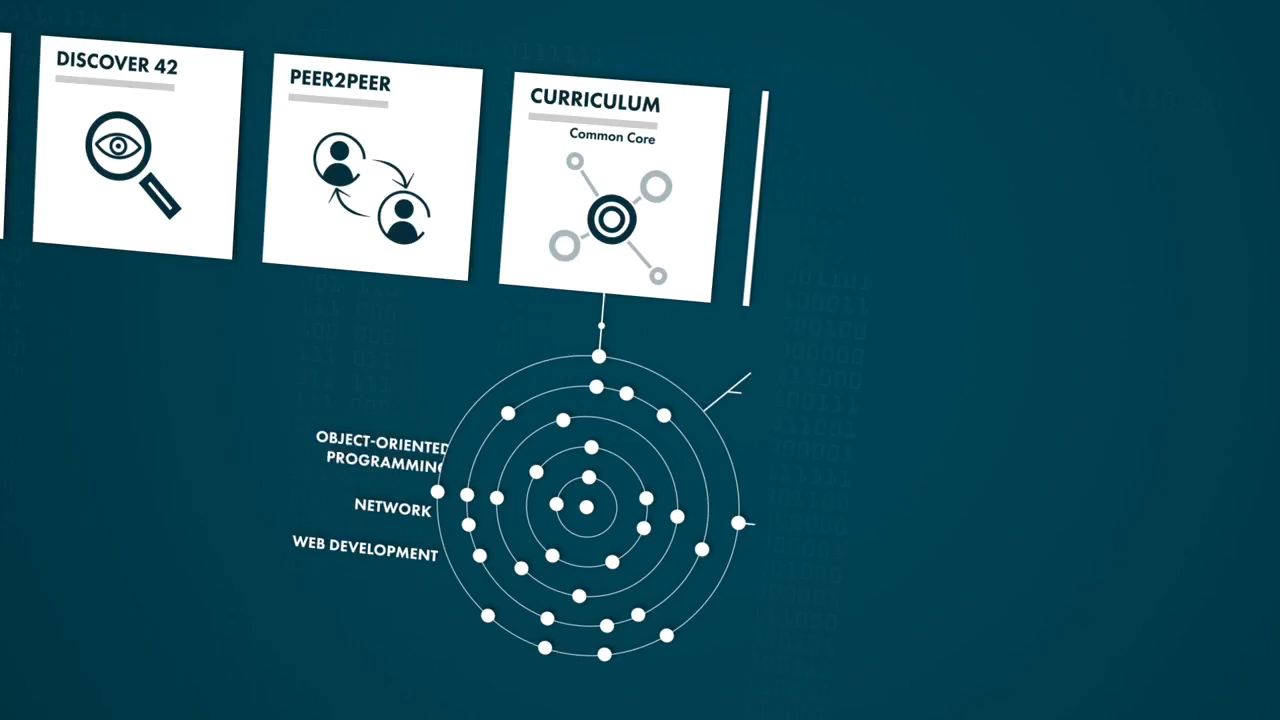 DISCOVER 42
PEER2PEER
CURRICULUM
Common Core
OBJECT-ORIENTED
PROGRAMMING
NETWORK
WEB DEVELOPMENT